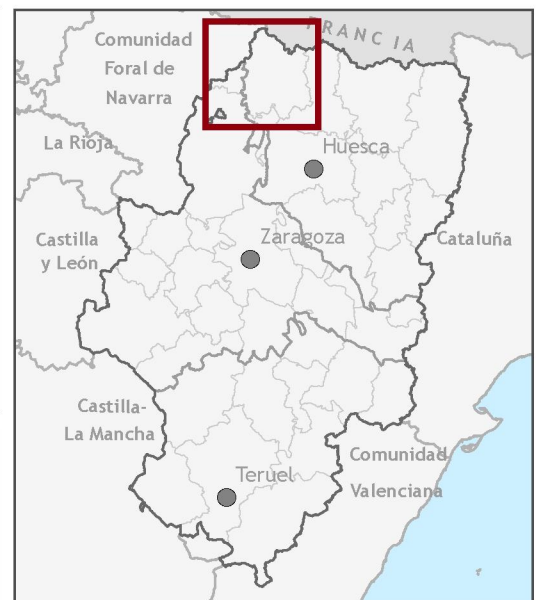 FRANCIA
Comunidad
Foral de
Navarra
La Rioja
Huesca
Castilla
y León
Zaragoza
Cataluña
Castilla-
La Mancha
Teruel
Comunidad
Valenciana